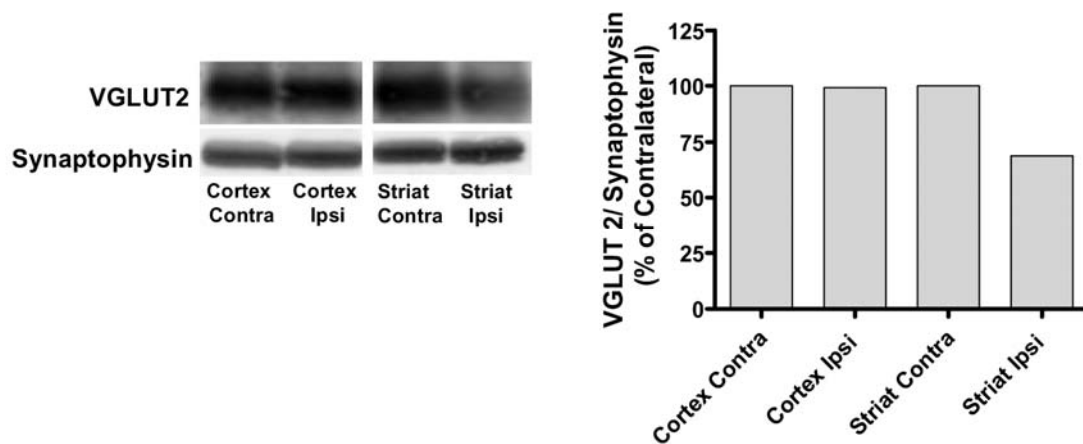 VGLUT2
Synaptophysin
Cortex
Contra
Cortex
Ipsi
Striat
Contra
Striat
Ipsi
VGLUT 2/ Synaptophysin
(% of Contralateral)
125
100
75
50
25
0
Cortex Contra
Cortex Ipsi
Striat Contra
Striat Ipsi